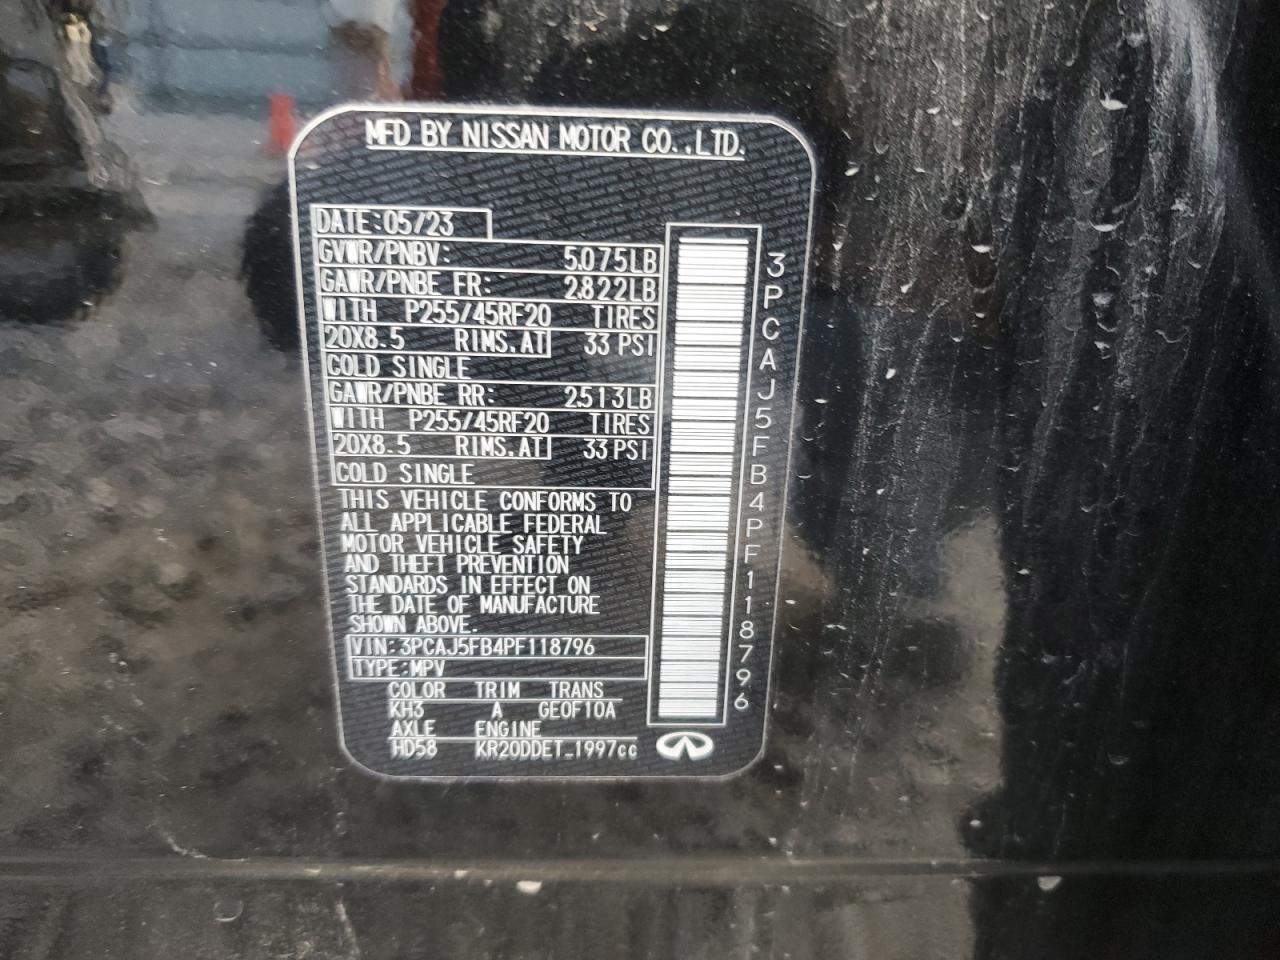 MFD BY NISSAN MOTOR CO.,LTD.
DATE:05/23
GVWR/PNBV: 5075LB
GAWR/PNBE FR: 2822LB
WITH P255/45RF20 TIRES
20X8.5 RIMS,AT 33 PSI
COLD SINGLE
GAWR/PNBE RR: 2513LB
WITH P255/45RF20 TIRES
20X8.5 RIMS,AT 33 PSI
COLD SINGLE
THIS VEHICLE CONFORMS TO
ALL APPLICABLE FEDERAL
MOTOR VEHICLE SAFETY
AND THEFT PREVENTION
STANDARDS IN EFFECT ON
THE DATE OF MANUFACTURE
SHOWN ABOVE.
VIN:3PCAJ5FB4PF118796
TYPE:MPV
COLOR TRIM TRANS
KH3 A GE0F10A
AXLE ENGINE
HD58 KR20DDET_1997cc
3PCAJ5FB4PF118796